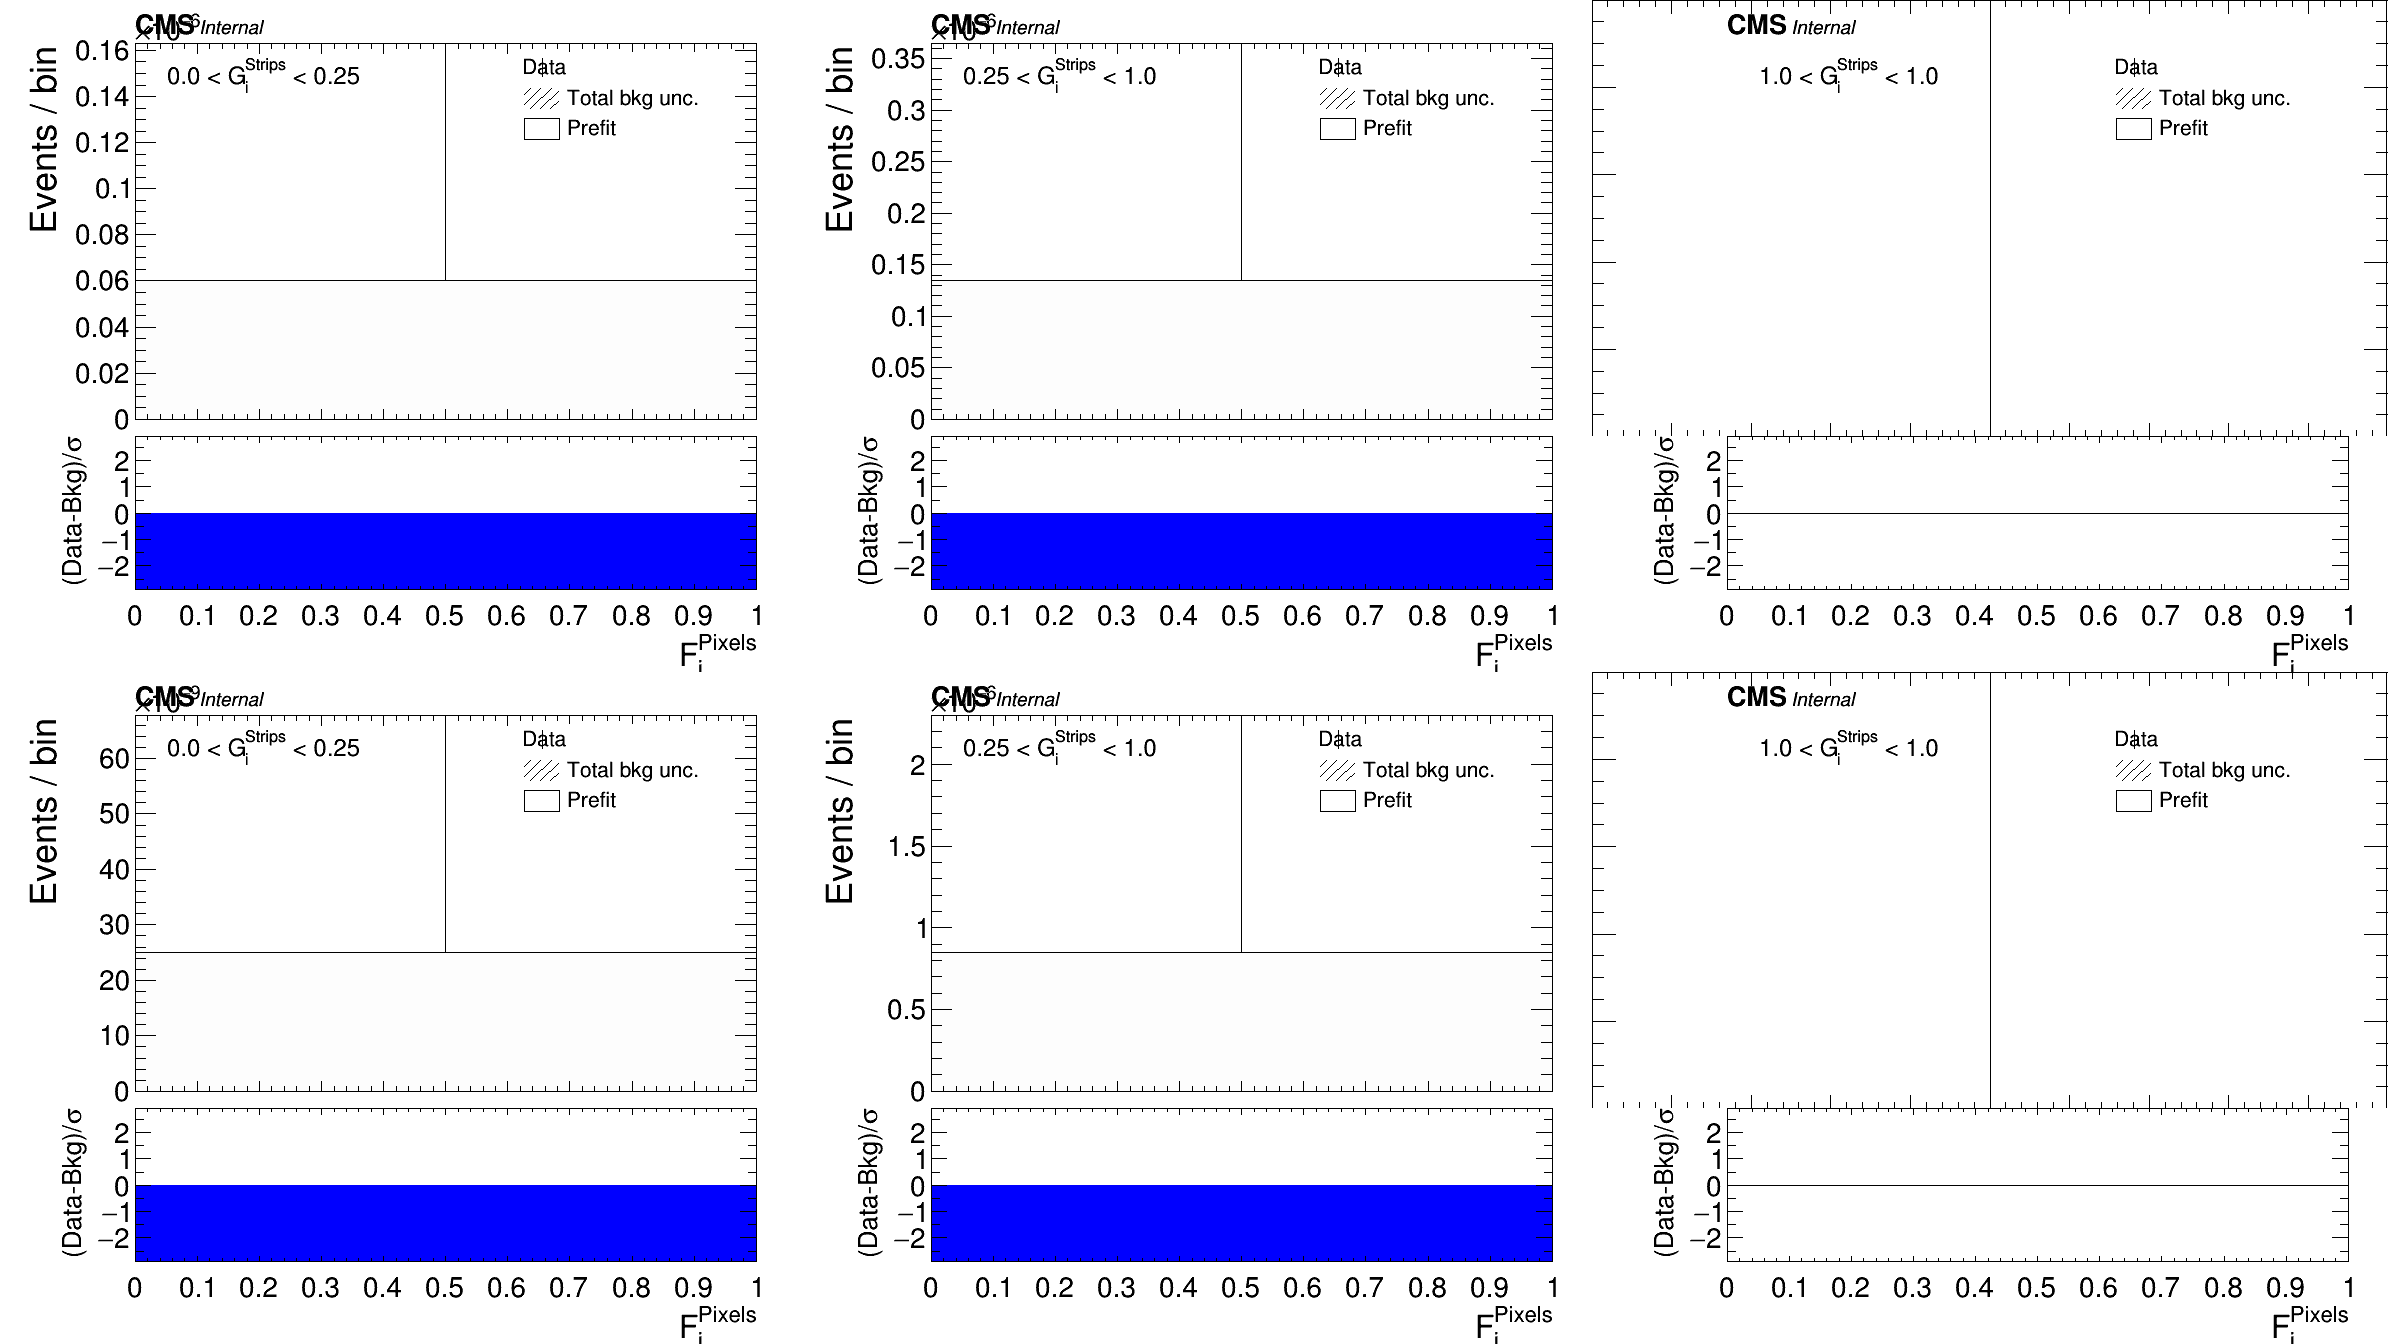 CMS Internal
Events / bin
0.0 < G_i^Strips < 0.25
Data
Total bkg unc.
Prefit
0.16
0.14
0.12
0.1
0.08
0.06
0.04
0.02
0
(Data-Bkg)/σ
2
1
0
−1
−2
0 0.1 0.2 0.3 0.4 0.5 0.6 0.7 0.8 0.9 1
F_i^Pixels
CMS Internal
Events / bin
0.25 < G_i^Strips < 1.0
Data
Total bkg unc.
Prefit
0.35
0.3
0.25
0.2
0.15
0.1
0.05
0
(Data-Bkg)/σ
2
1
0
−1
−2
0 0.1 0.2 0.3 0.4 0.5 0.6 0.7 0.8 0.9 1
F_i^Pixels
CMS Internal
1.0 < G_i^Strips < 1.0
Data
Total bkg unc.
Prefit
(Data-Bkg)/σ
2
1
0
−1
−2
0 0.1 0.2 0.3 0.4 0.5 0.6 0.7 0.8 0.9 1
F_i^Pixels
CMS Internal
Events / bin
0.0 < G_i^Strips < 0.25
Data
Total bkg unc.
Prefit
60
50
40
30
20
10
0
(Data-Bkg)/σ
2
1
0
−1
−2
0 0.1 0.2 0.3 0.4 0.5 0.6 0.7 0.8 0.9 1
F_i^Pixels
CMS Internal
Events / bin
0.25 < G_i^Strips < 1.0
Data
Total bkg unc.
Prefit
2
1.5
1
0.5
0
(Data-Bkg)/σ
2
1
0
−1
−2
0 0.1 0.2 0.3 0.4 0.5 0.6 0.7 0.8 0.9 1
F_i^Pixels
CMS Internal
1.0 < G_i^Strips < 1.0
Data
Total bkg unc.
Prefit
(Data-Bkg)/σ
2
1
0
−1
−2
0 0.1 0.2 0.3 0.4 0.5 0.6 0.7 0.8 0.9 1
F_i^Pixels